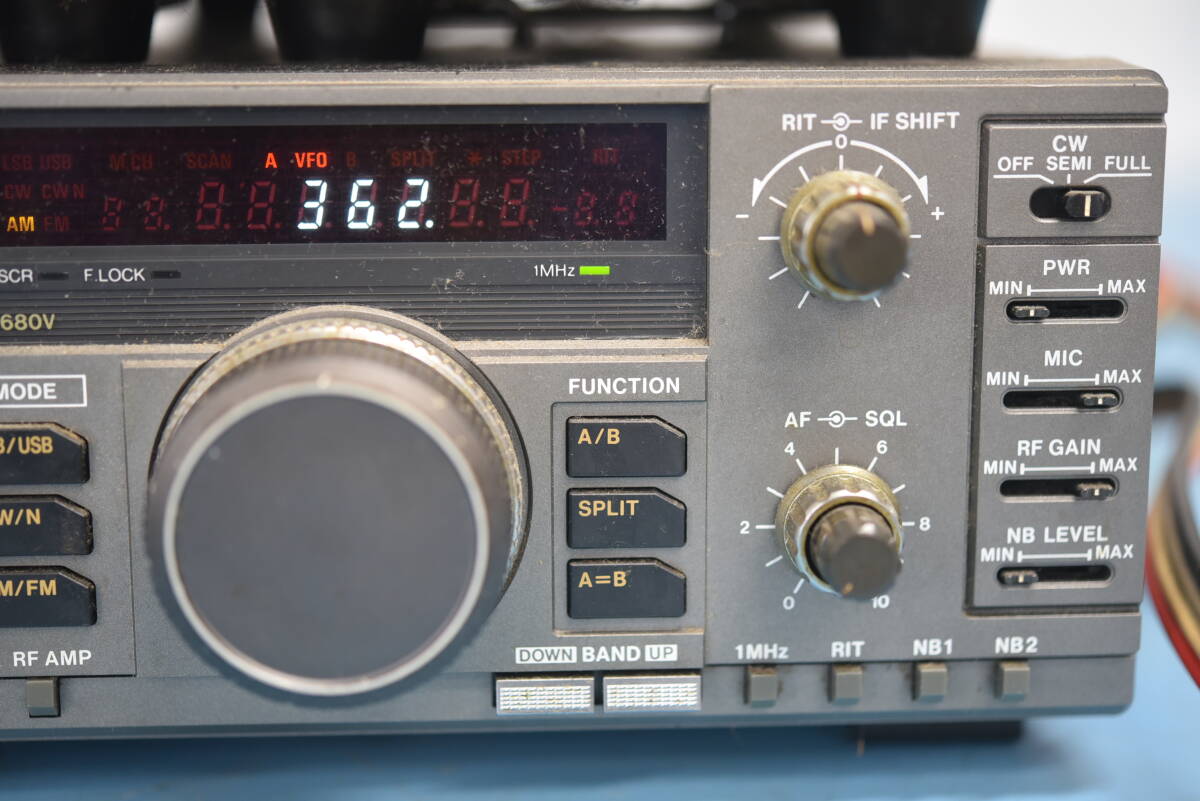 RIT IF SHIFT
0
- +
LSB USB M.CH SCAN A VFO B SPLIT * STEP RIT
CW CW N
AM FM 362.
SCR F.LOCK 1MHz
680V
CW
OFF SEMI FULL
PWR
MIN MAX
MIC
MIN MAX
RF GAIN
MIN MAX
NB LEVEL
MIN MAX
MODE
B/USB
W/N
M/FM
RF AMP
FUNCTION
A/B
SPLIT
A=B
AF SQL
4 6
2 8
0 10
DOWN BAND UP
1MHz RIT NB1 NB2